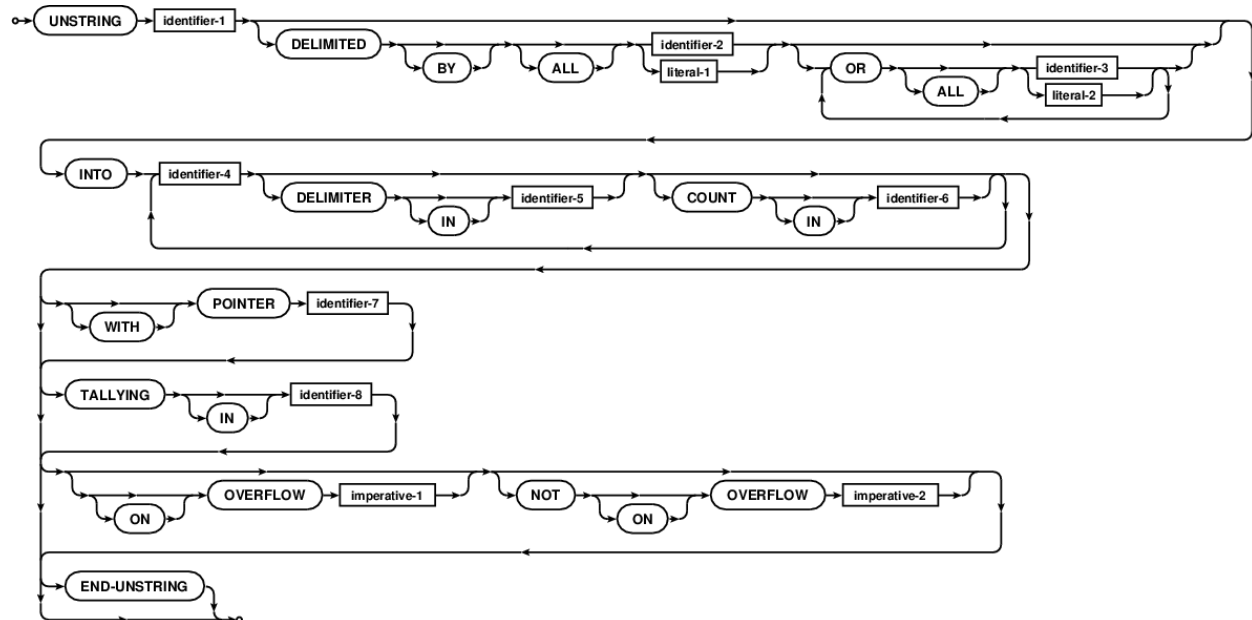 UNSTRING identifier-1
DELIMITED identifier-2
BY ALL literal-1 OR identifier-3
ALL literal-2
INTO identifier-4
DELIMITER identifier-5 COUNT identifier-6
IN IN
POINTER identifier-7
WITH
TALLYING identifier-8
IN
OVERFLOW imperative-1 NOT OVERFLOW imperative-2
ON ON
END-UNSTRING